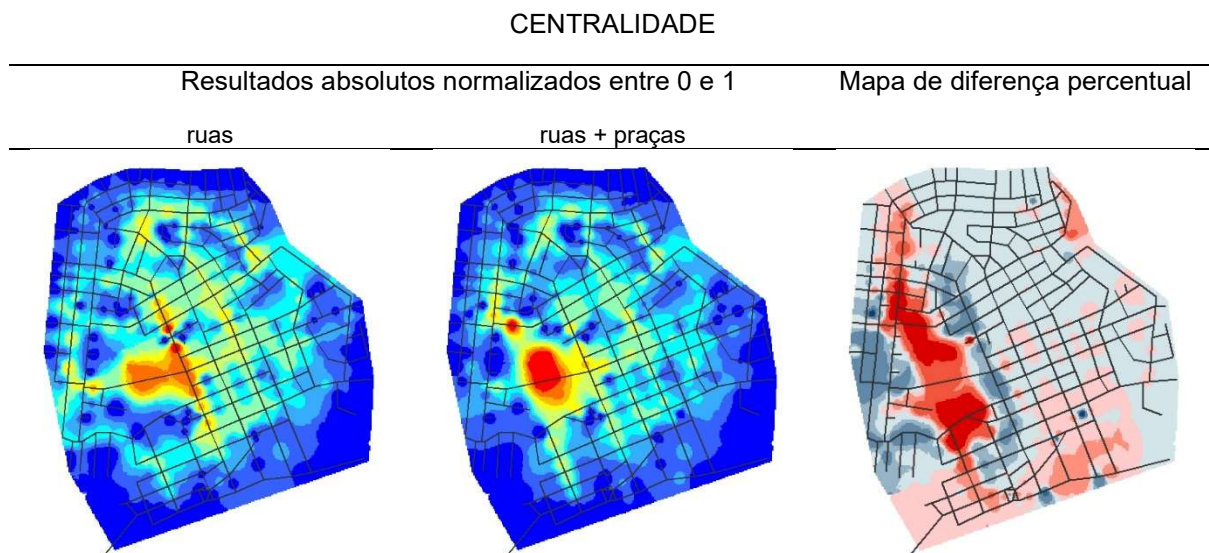 CENTRALIDADE
Resultados absolutos normalizados entre 0 e 1
Mapa de diferença percentual
ruas
ruas + praças